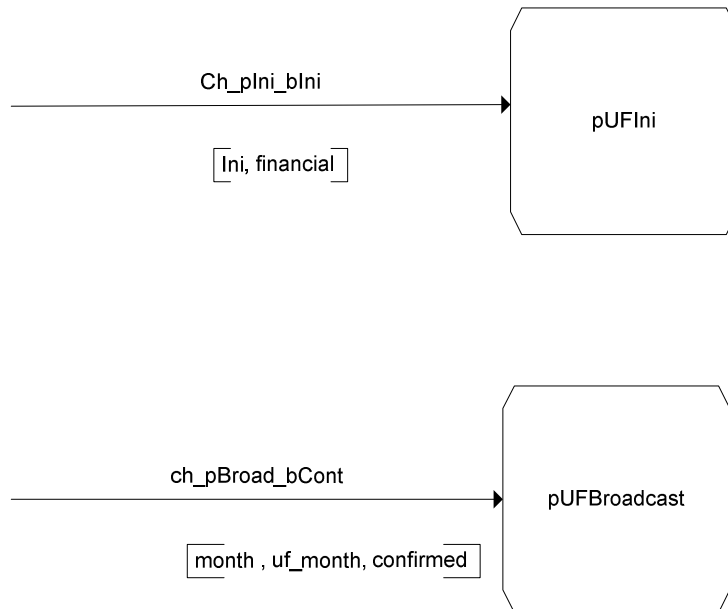 Ch_pIni_bIni
pUFIni
[Ini, financial]
ch_pBroad_bCont
pUFBroadcast
[month , uf_month, confirmed]